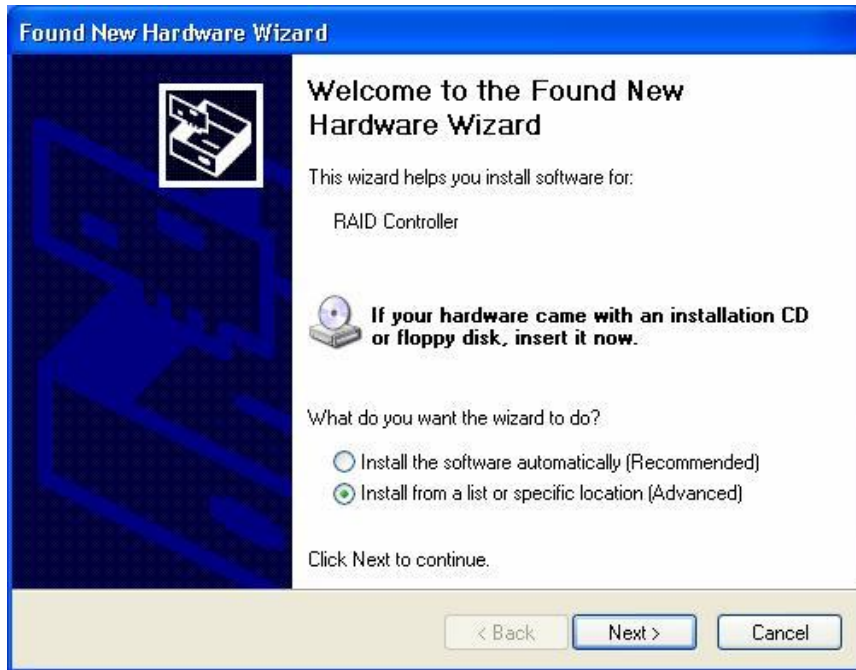 Found New Hardware Wizard
Welcome to the Found New
Hardware Wizard
This wizard helps you install software for:
RAID Controller
If your hardware came with an installation CD
or floppy disk, insert it now.
What do you want the wizard to do?
Install the software automatically (Recommended)
Install from a list or specific location (Advanced)
Click Next to continue.
< Back Next > Cancel